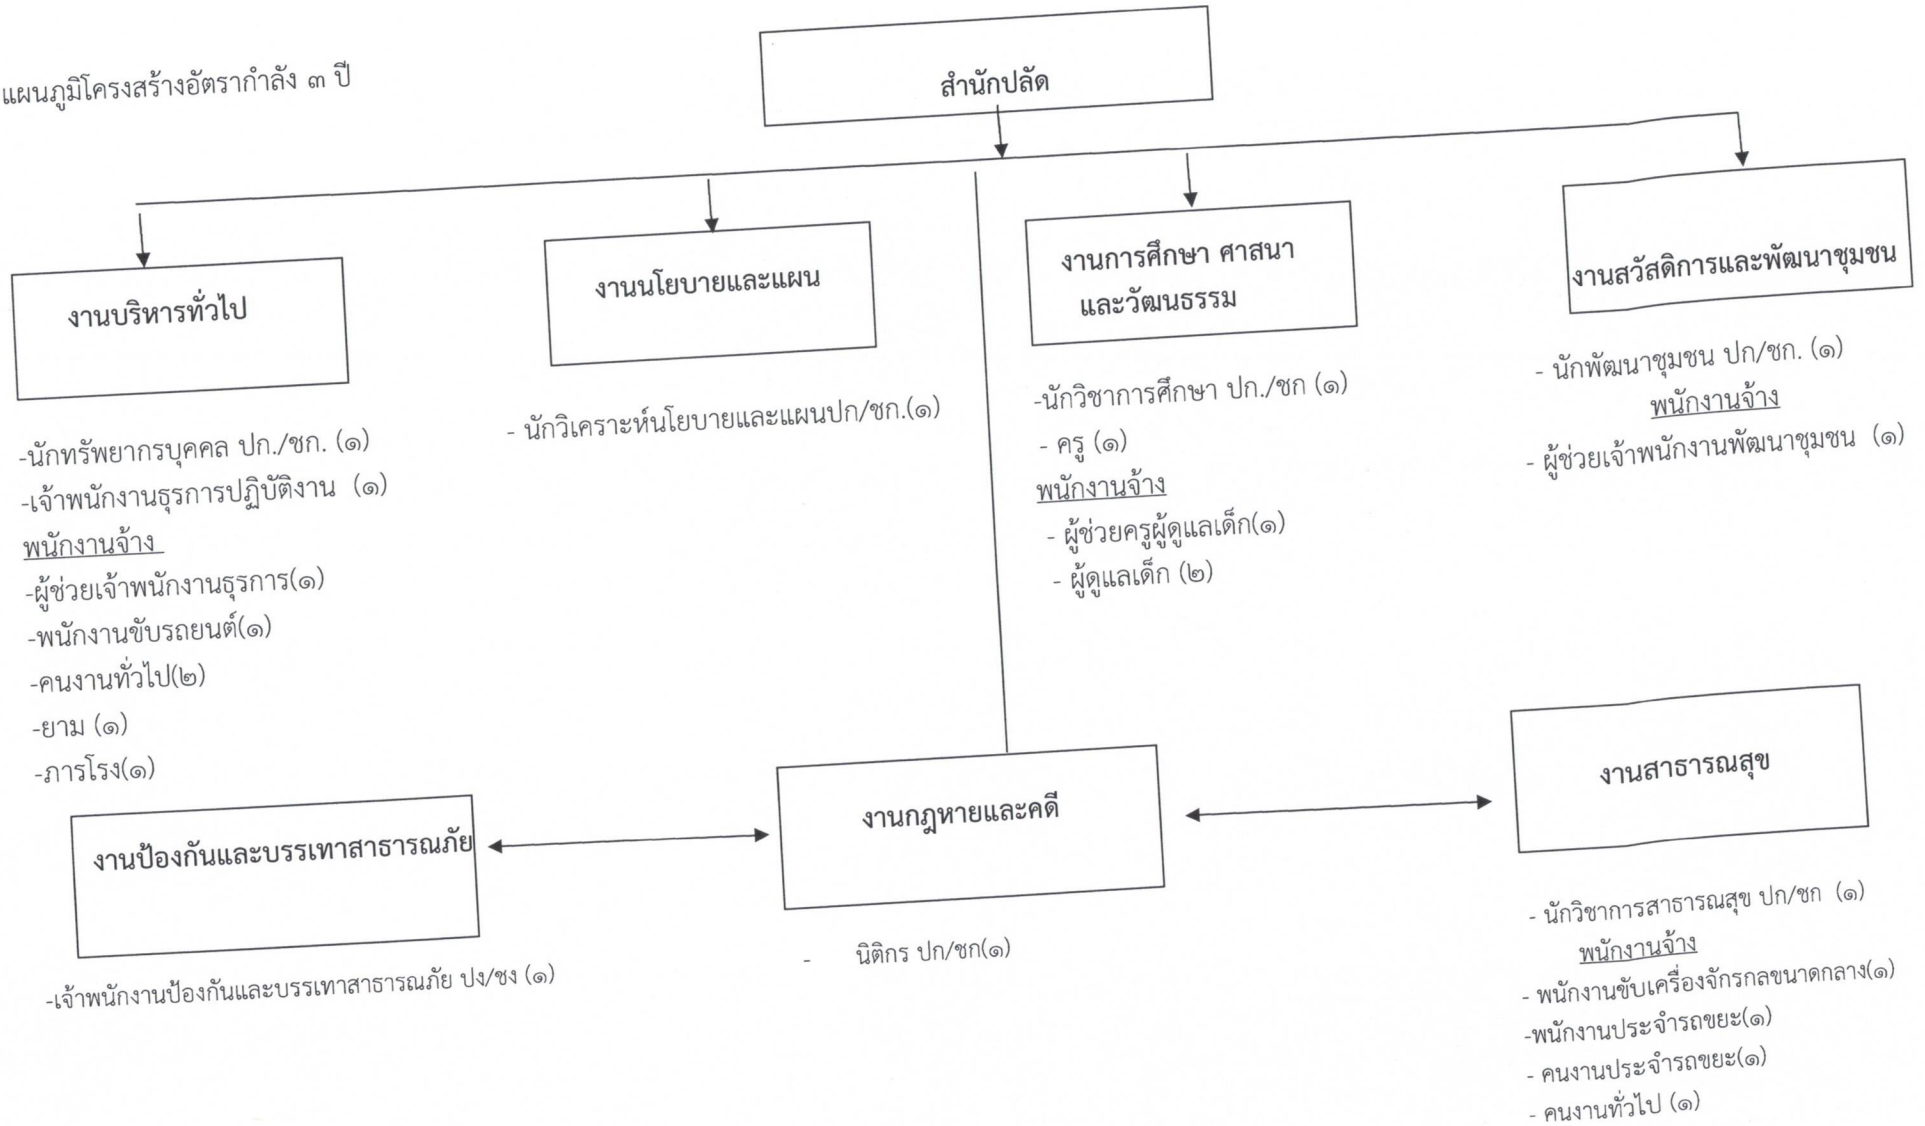 แผนภูมิโครงสร้างอัตรากำลัง ๓ ปี
สำนักปลัด
งานบริหารทั่วไป
-นักทรัพยากรบุคคล ปก./ชก. (๑)
-เจ้าพนักงานธุรการปฏิบัติงาน (๑)
พนักงานจ้าง
-ผู้ช่วยเจ้าพนักงานธุรการ(๑)
-พนักงานขับรถยนต์(๑)
-คนงานทั่วไป(๒)
-ยาม (๑)
-ภารโรง(๑)
งานนโยบายและแผน
- นักวิเคราะห์นโยบายและแผนปก/ชก.(๑)
งานการศึกษา ศาสนา
และวัฒนธรรม
-นักวิชาการศึกษา ปก./ชก (๑)
- ครู (๑)
พนักงานจ้าง
- ผู้ช่วยครูผู้ดูแลเด็ก(๑)
- ผู้ดูแลเด็ก (๒)
งานสวัสดิการและพัฒนาชุมชน
- นักพัฒนาชุมชน ปก/ชก. (๑)
พนักงานจ้าง
- ผู้ช่วยเจ้าพนักงานพัฒนาชุมชน (๑)
งานป้องกันและบรรเทาสาธารณภัย
-เจ้าพนักงานป้องกันและบรรเทาสาธารณภัย ปง/ชง (๑)
งานกฎหายและคดี
- นิติกร ปก/ชก(๑)
งานสาธารณสุข
- นักวิชาการสาธารณสุข ปก/ชก (๑)
พนักงานจ้าง
- พนักงานขับเครื่องจักรกลขนาดกลาง(๑)
-พนักงานประจำรถขยะ(๑)
- คนงานประจำรถขยะ(๑)
- คนงานทั่วไป (๑)